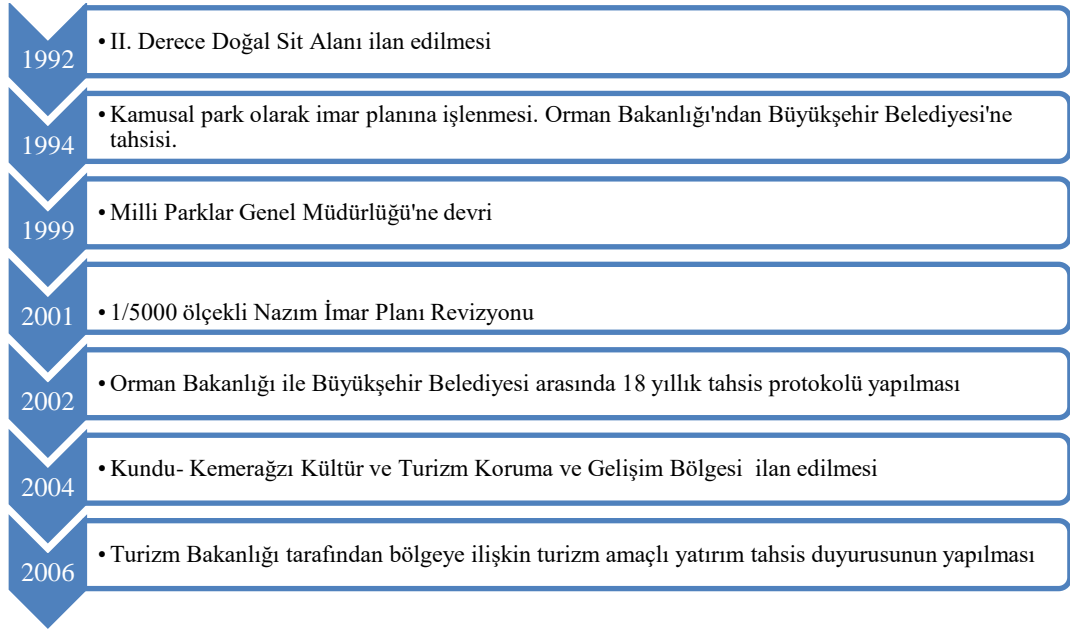 1992
• II. Derece Doğal Sit Alanı ilan edilmesi
1994
• Kamusal park olarak imar planına işlenmesi. Orman Bakanlığı'ndan Büyükşehir Belediyesi'ne
tahsisi.
1999
• Milli Parklar Genel Müdürlüğü'ne devri
2001
• 1/5000 ölçekli Nazım İmar Planı Revizyonu
2002
• Orman Bakanlığı ile Büyükşehir Belediyesi arasında 18 yıllık tahsis protokolü yapılması
2004
• Kundu- Kemerağzı Kültür ve Turizm Koruma ve Gelişim Bölgesi ilan edilmesi
2006
• Turizm Bakanlığı tarafından bölgeye ilişkin turizm amaçlı yatırım tahsis duyurusunun yapılması